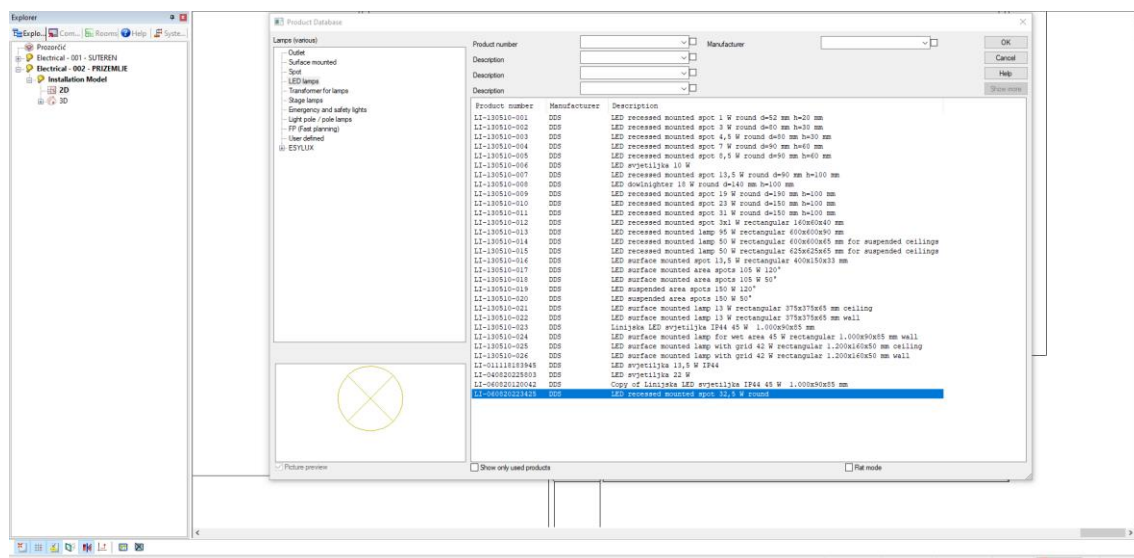 Explorer
Explo... Com... Rooms Help Syste...
Prozorčić
Electrical - 001 - SUTEREN
Electrical - 002 - PRIZEMLJE
Installation Model
2D
3D
Product Database
Lamps (various)
Outlet
Surface mounted
Spot
LED lamps
Transformer for lamps
Stage lamps
Emergency and safety lights
Light pole / pole lamps
FP (Fast planning)
User defined
ESYLUX
Product number Manufacturer OK
Description Cancel
Description Help
Description Show more
Product number Manufacturer Description
LI-130510-001 DDS LED recessed mounted spot 1 W round d=52 mm h=20 mm
LI-130510-002 DDS LED recessed mounted spot 3 W round d=80 mm h=30 mm
LI-130510-003 DDS LED recessed mounted spot 4,5 W round d=80 mm h=30 mm
LI-130510-004 DDS LED recessed mounted spot 7 W round d=90 mm h=60 mm
LI-130510-005 DDS LED recessed mounted spot 8,5 W round d=90 mm h=60 mm
LI-130510-006 DDS LED svjetiljka 10 W
LI-130510-007 DDS LED recessed mounted spot 13,5 W round d=90 mm h=100 mm
LI-130510-008 DDS LED dowlnighter 18 W round d=140 mm h=100 mm
LI-130510-009 DDS LED recessed mounted spot 19 W round d=190 mm h=100 mm
LI-130510-010 DDS LED recessed mounted spot 23 W round d=150 mm h=100 mm
LI-130510-011 DDS LED recessed mounted spot 31 W round d=150 mm h=100 mm
LI-130510-012 DDS LED recessed mounted spot 3x1 W rectangular 160x60x40 mm
LI-130510-013 DDS LED recessed mounted lamp 95 W rectangular 600x600x90 mm
LI-130510-014 DDS LED recessed mounted lamp 50 W rectangular 600x600x65 mm for suspended ceilings
LI-130510-015 DDS LED recessed mounted lamp 50 W rectangular 625x625x65 mm for suspended ceilings
LI-130510-016 DDS LED surface mounted spot 13,5 W rectangular 400x150x33 mm
LI-130510-017 DDS LED surface mounted area spots 105 W 120°
LI-130510-018 DDS LED surface mounted area spots 105 W 50°
LI-130510-019 DDS LED suspended area spots 150 W 120°
LI-130510-020 DDS LED suspended area spots 150 W 50°
LI-130510-021 DDS LED surface mounted lamp 13 W rectangular 375x375x65 mm ceiling
LI-130510-022 DDS LED surface mounted lamp 13 W rectangular 375x375x65 mm wall
LI-130510-023 DDS Linijska LED svjetiljka IP44 45 W 1.000x90x85 mm
LI-130510-024 DDS LED surface mounted lamp for wet area 45 W rectangular 1.000x90x85 mm wall
LI-130510-025 DDS LED surface mounted lamp with grid 42 W rectangular 1.200x160x50 mm ceiling
LI-130510-026 DDS LED surface mounted lamp with grid 42 W rectangular 1.200x160x50 mm wall
LI-011118183945 DDS LED svjetiljka 13,5 W IP44
LI-040820225803 DDS LED svjetiljka 22 W
LI-060820120042 DDS Copy of Linijska LED svjetiljka IP44 45 W 1.000x90x85 mm
LI-060820223425 DDS LED recessed mounted spot 32,5 W round
Picture preview Show only used products Flat mode